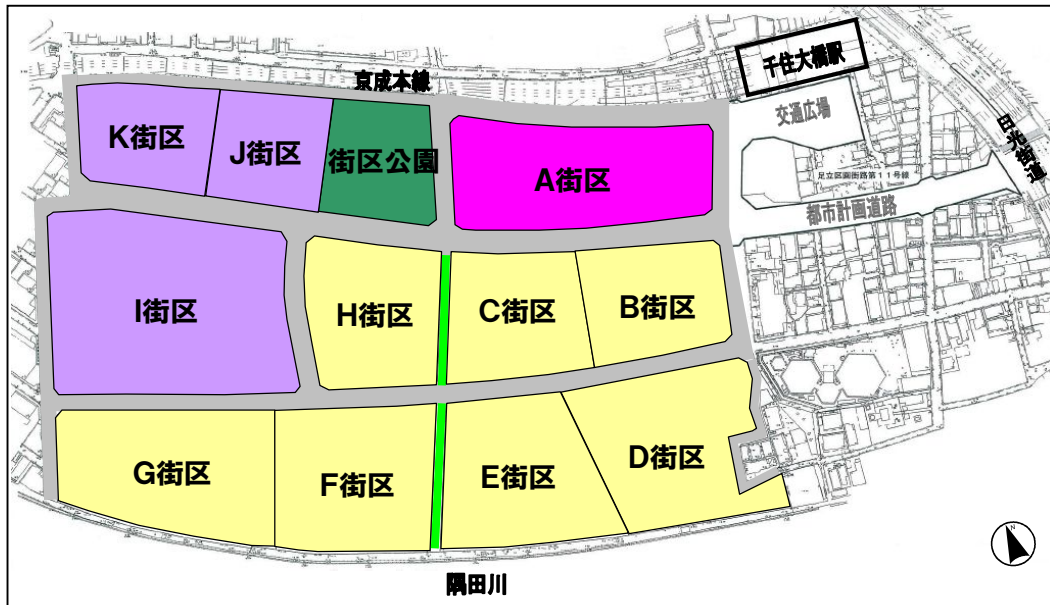 千住大橋駅
京成本線
交通広場
日光街道
K街区
J街区
街区公園
A街区
足立区画街路第11号線
都市計画道路
I街区
H街区
C街区
B街区
G街区
F街区
E街区
D街区
N
隅田川